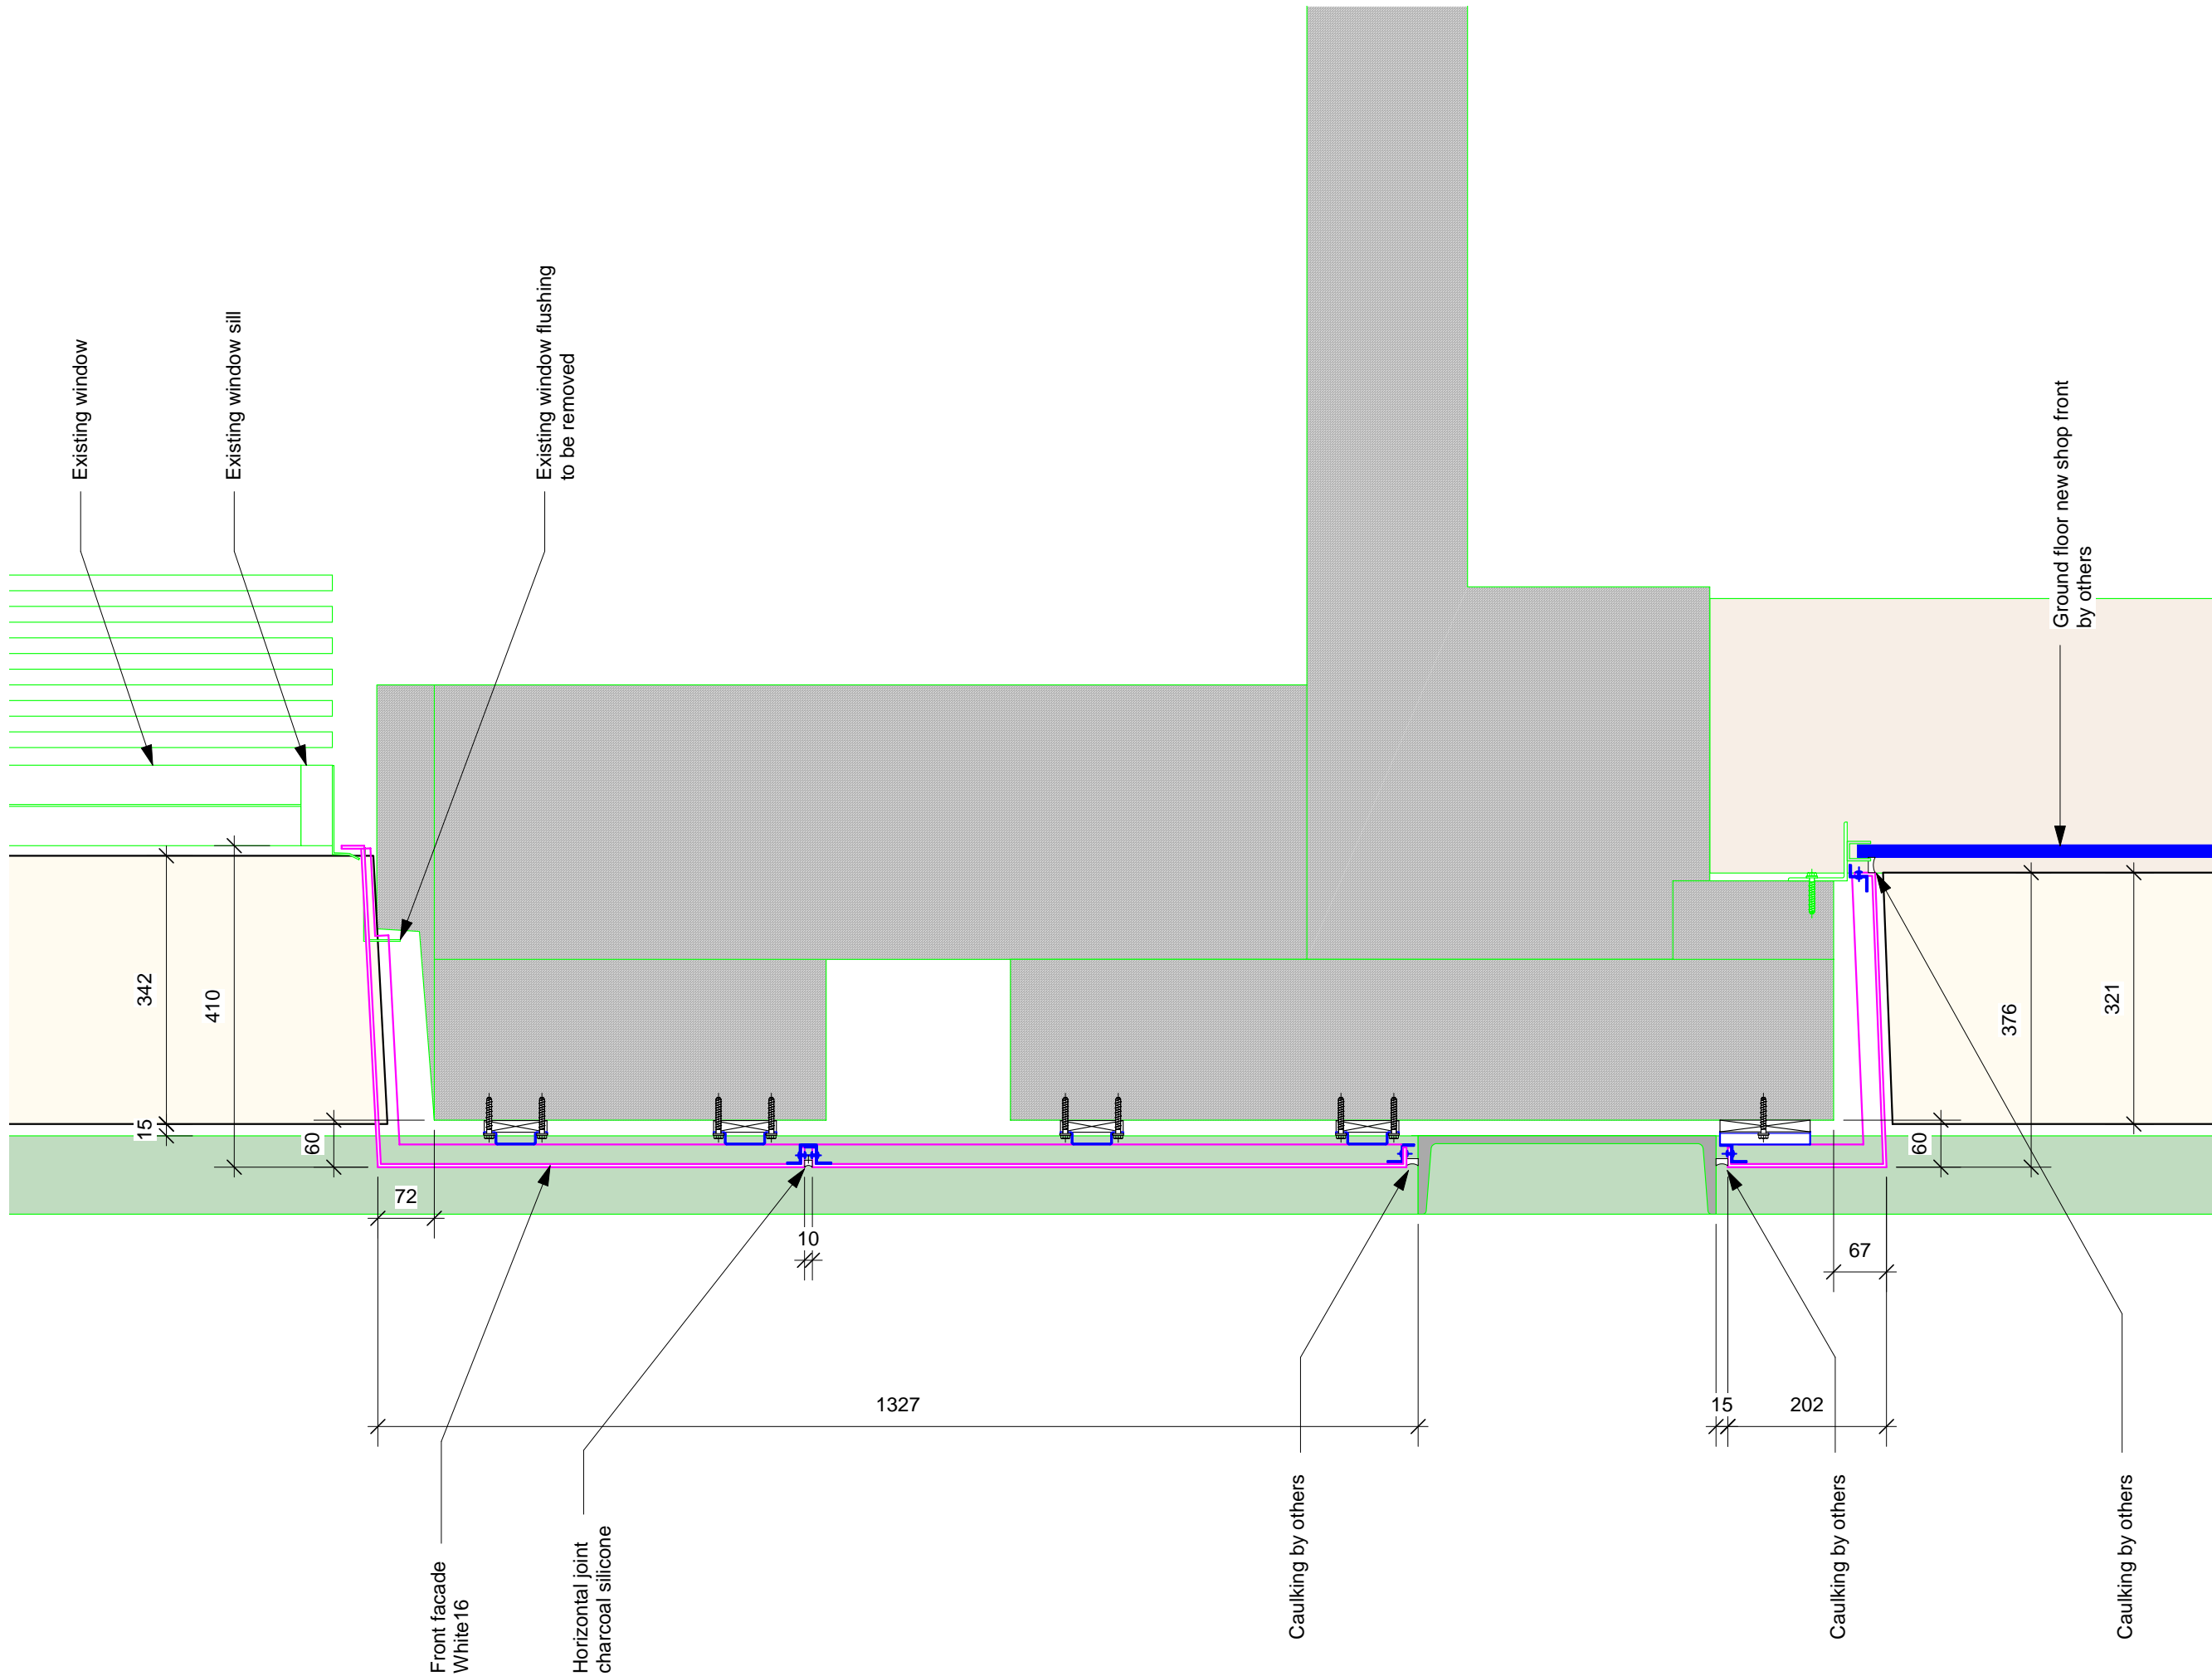 Existing window
Existing window sill
Existing window flushing
to be removed
Ground floor new shop front
by others
342
410
15
60
72
10
376
321
60
67
1327
15
202
Front facade
White16
Horizontal joint
charcoal silicone
Caulking by others
Caulking by others
Caulking by others